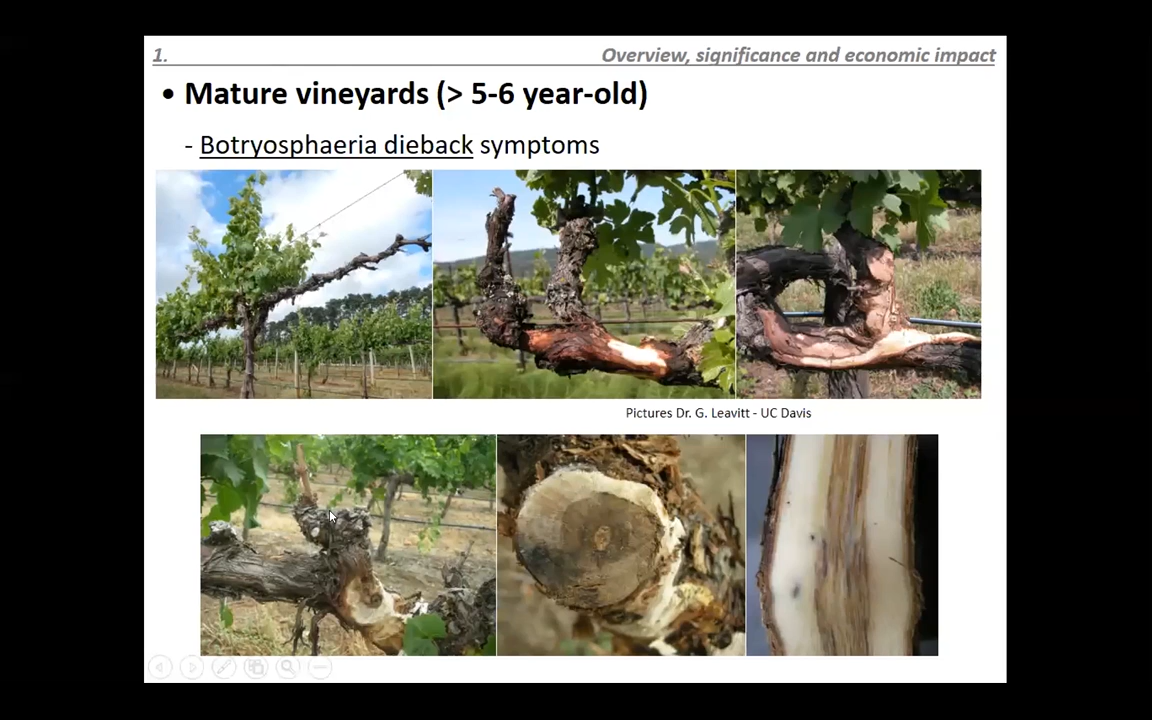 1.
Overview, significance and economic impact
• Mature vineyards (> 5-6 year-old)
- Botryosphaeria dieback symptoms
Pictures Dr. G. Leavitt - UC Davis